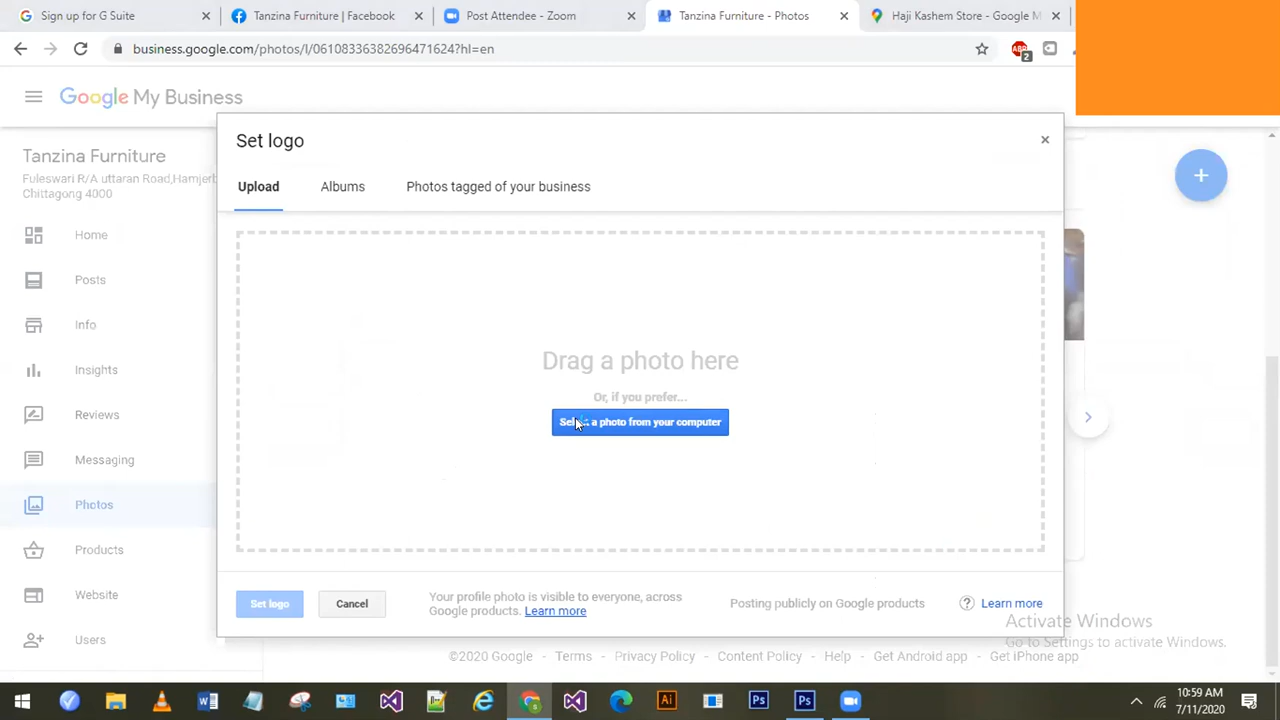 Sign up for G Suite
Tanzina Furniture | Facebook
Post Attendee - Zoom
Tanzina Furniture - Photos
Haji Kashem Store - Google M
business.google.com/photos/l/06108336382696471624?hl=en
ABP
2
Google My Business
Tanzina Furniture
Fuleswari R/A uttaran Road,Hamjerb
Chittagong 4000
Home
Posts
Info
Insights
Reviews
Messaging
Photos
Products
Website
Users
Set logo
Upload Albums Photos tagged of your business
Drag a photo here
Or, if you prefer...
Select a photo from your computer
Set logo
Cancel
Your profile photo is visible to everyone, across
Google products. Learn more
Posting publicly on Google products
Learn more
Activate Windows
Go to Settings to activate Windows.
©2020 Google - Terms - Privacy Policy - Content Policy - Help - Get Android app - Get iPhone app
10:59 AM
7/11/2020